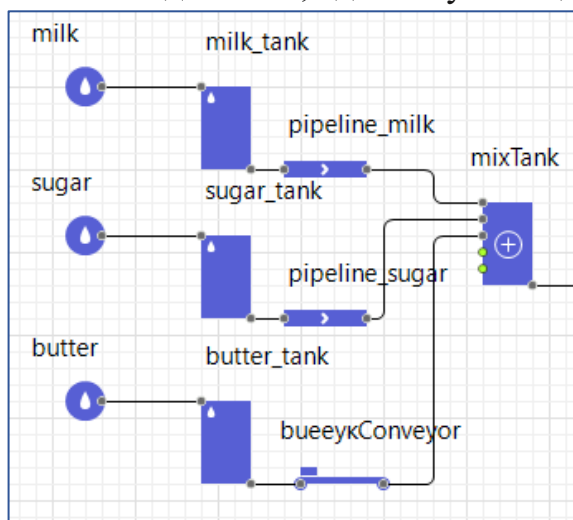 milk
milk_tank
pipeline_milk
mixTank
sugar
sugar_tank
pipeline_sugar
butter
butter_tank
bueeyкConveyor